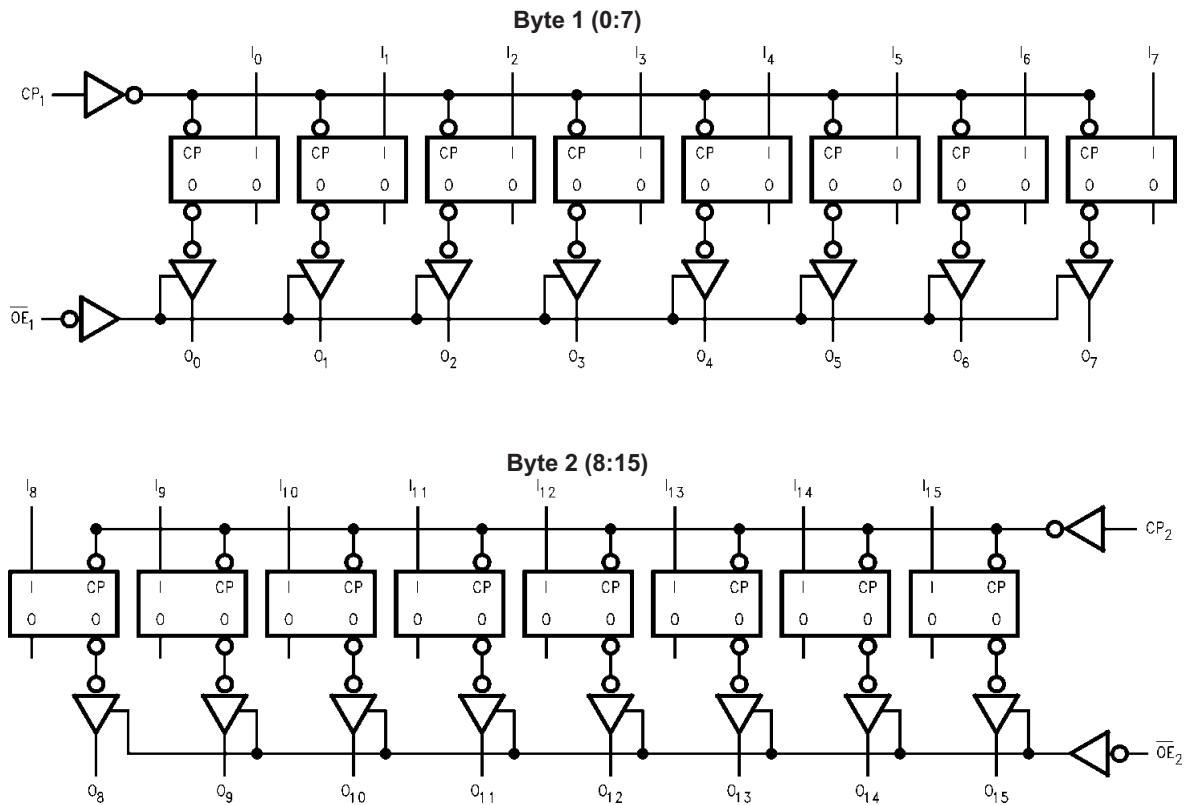 Byte 1 (0:7)
I0 I1 I2 I3 I4 I5 I6 I7
CP1
CP I CP I CP I CP I CP I CP I CP I CP I
O O O O O O O O O O O O O O O O
OE1
O0 O1 O2 O3 O4 O5 O6 O7
Byte 2 (8:15)
I8 I9 I10 I11 I12 I13 I14 I15
CP2
I CP I CP I CP I CP I CP I CP I CP I CP
O O O O O O O O O O O O O O O O
OE2
O8 O9 O10 O11 O12 O13 O14 O15